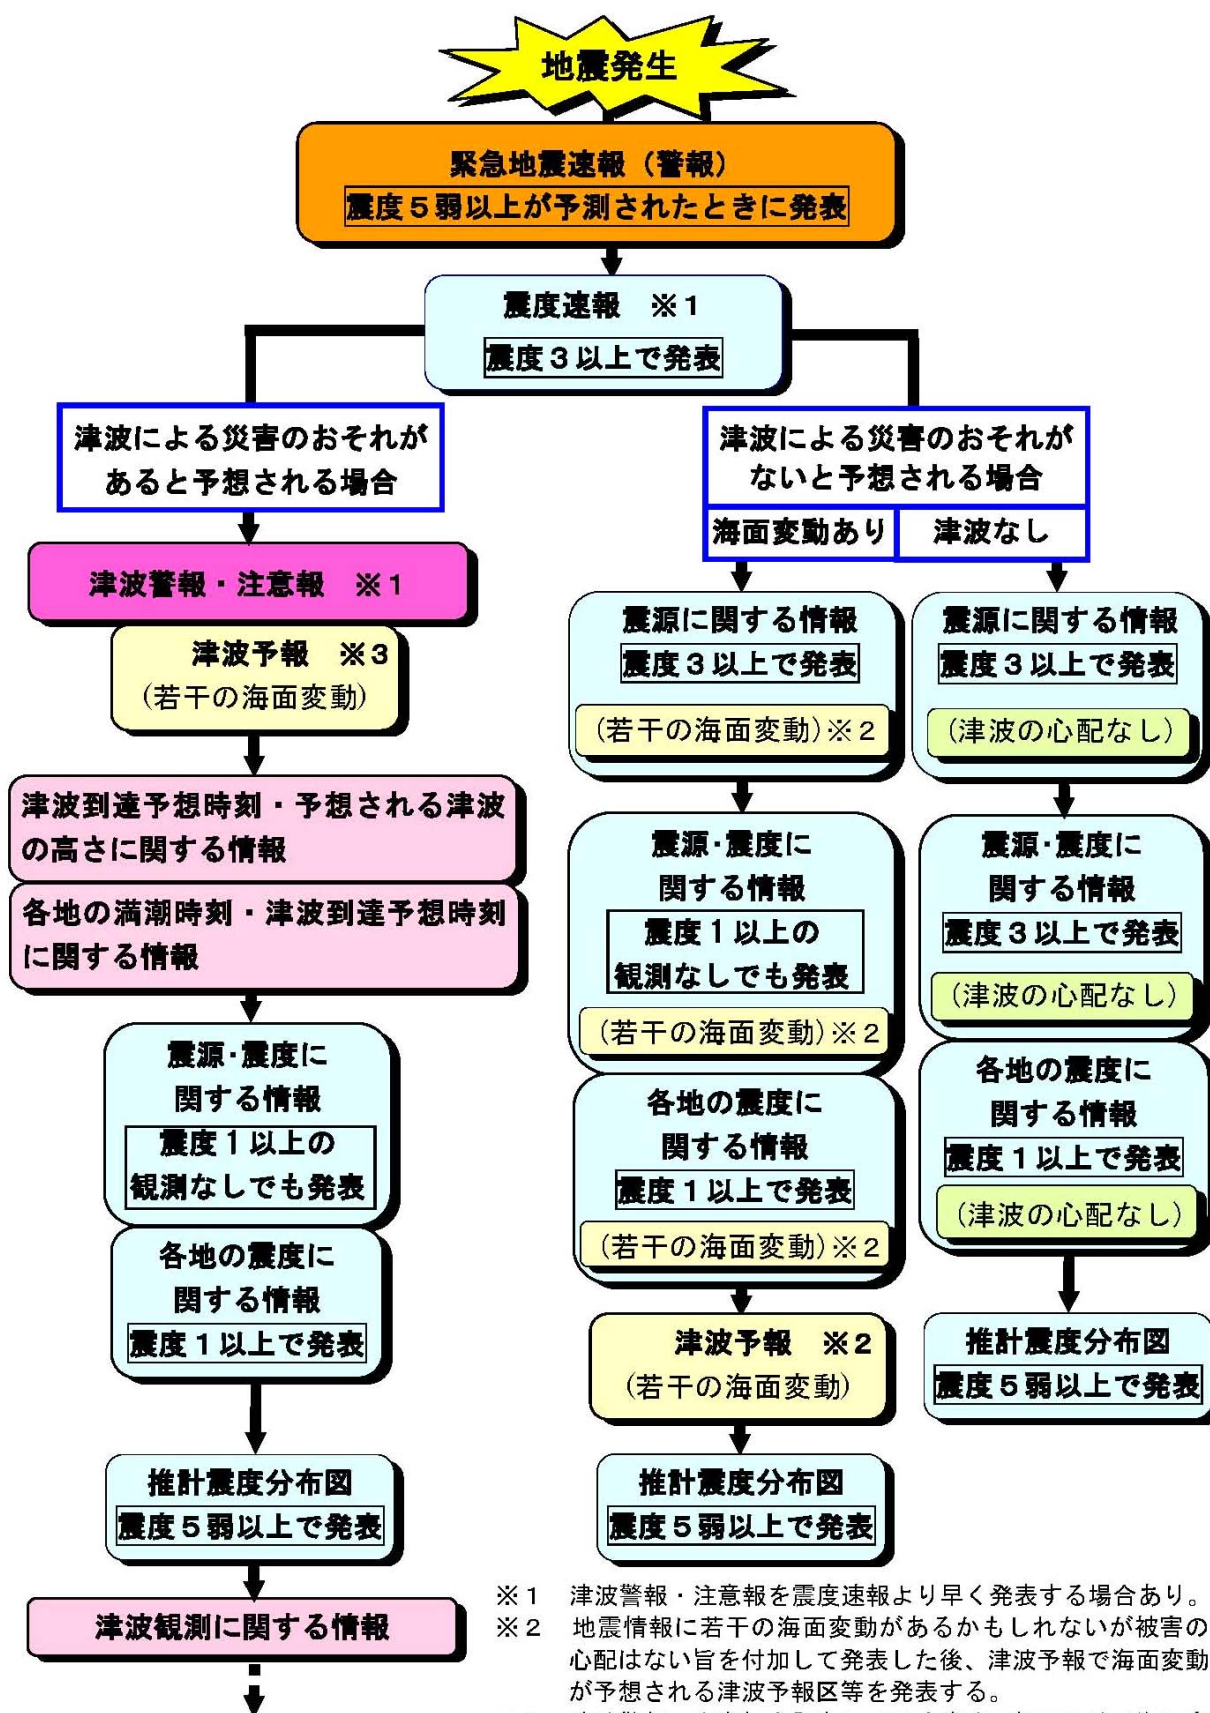 地震発生
緊急地震速報（警報）
震度５弱以上が予測されたときに発表
震度速報　※１
震度３以上で発表
津波による災害のおそれが
あると予想される場合
津波警報・注意報　※１
津波予報　※３
(若干の海面変動)
津波到達予想時刻・予想される津波
の高さに関する情報
各地の満潮時刻・津波到達予想時刻
に関する情報
震源・震度に
関する情報
震度１以上の
観測なしでも発表
各地の震度に
関する情報
震度１以上で発表
推計震度分布図
震度５弱以上で発表
津波観測に関する情報
津波による災害のおそれが
ないと予想される場合
海面変動あり
震源に関する情報
震度３以上で発表
(若干の海面変動)※２
震源・震度に
関する情報
震度１以上の
観測なしでも発表
(若干の海面変動)※２
各地の震度に
関する情報
震度１以上で発表
(若干の海面変動)※２
津波予報　※２
(若干の海面変動)
推計震度分布図
震度５弱以上で発表
津波なし
震源に関する情報
震度３以上で発表
(津波の心配なし)
震源・震度に
関する情報
震度３以上で発表
(津波の心配なし)
各地の震度に
関する情報
震度１以上で発表
(津波の心配なし)
推計震度分布図
震度５弱以上で発表
※１　津波警報・注意報を震度速報より早く発表する場合あり。
※２　地震情報に若干の海面変動があるかもしれないが被害の
心配はない旨を付加して発表した後、津波予報で海面変動
が予想される津波予報区等を発表する。